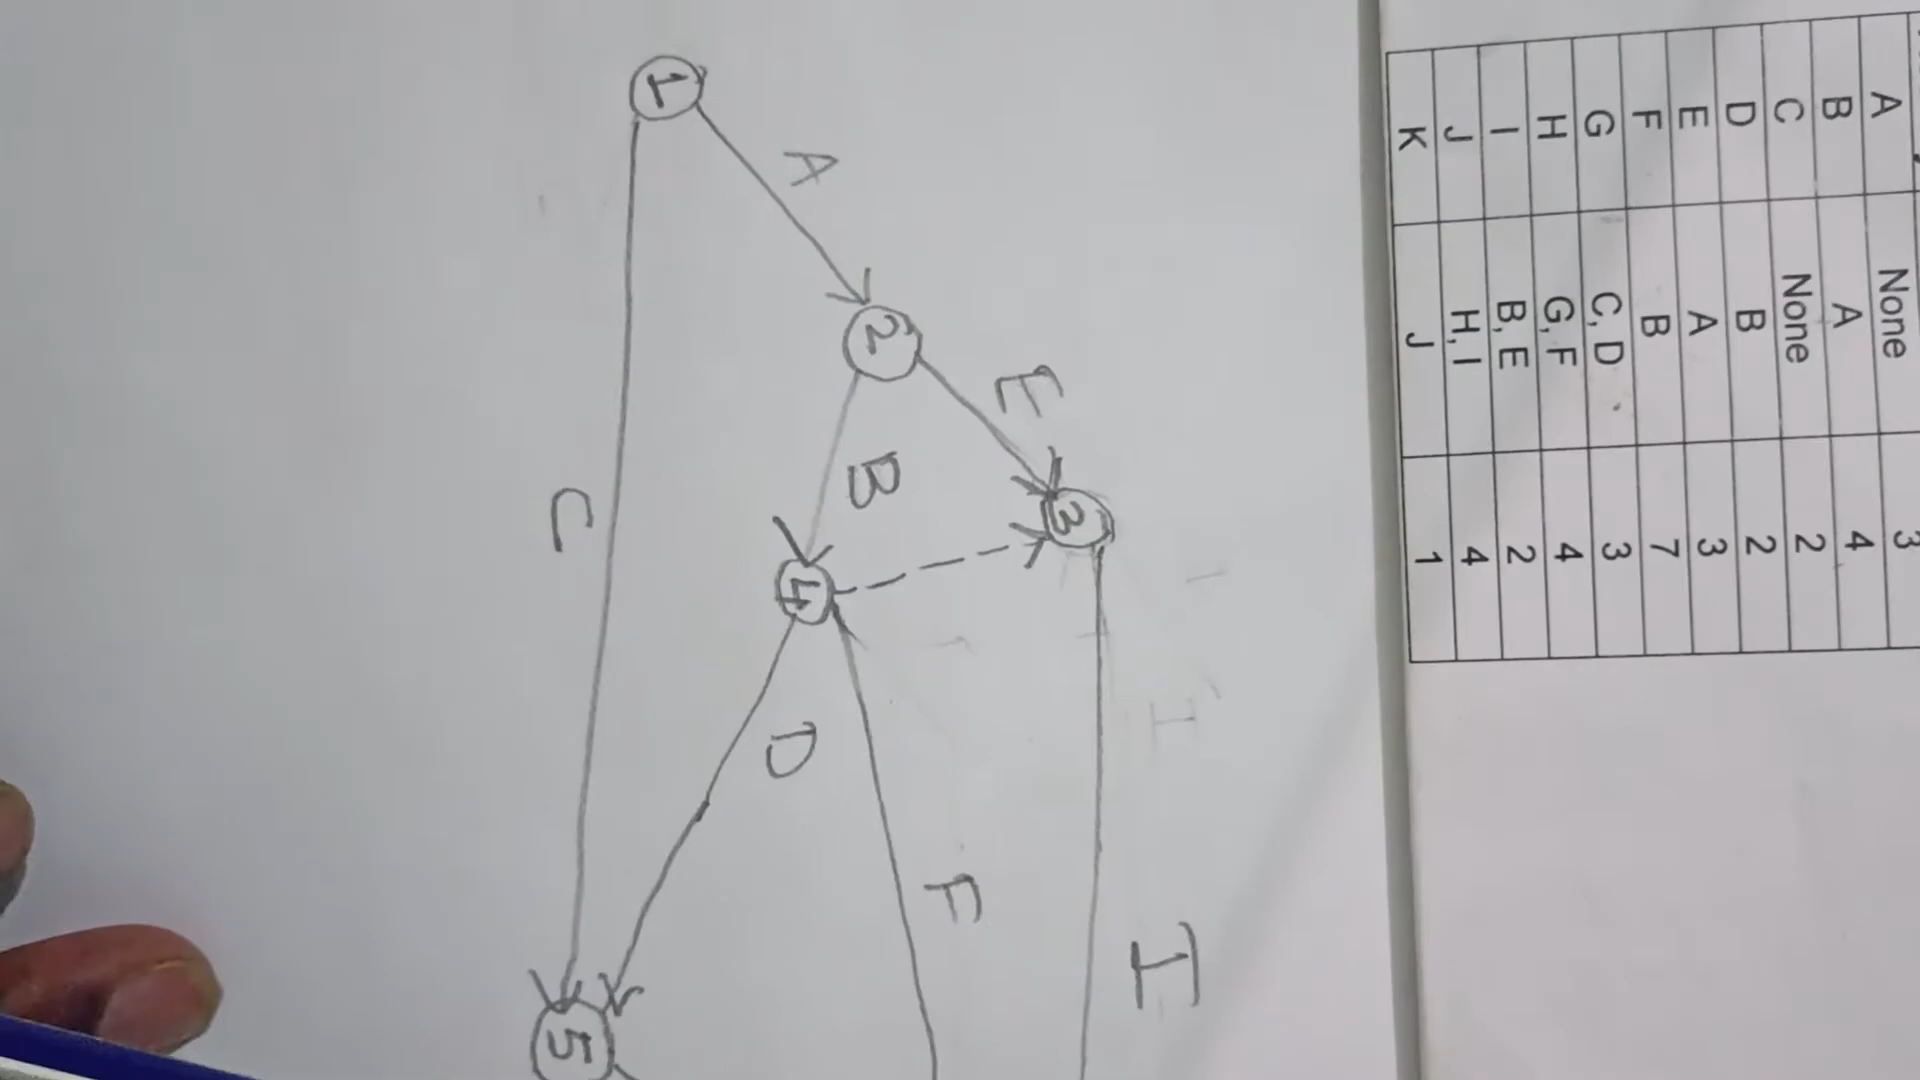 A None 3
B A 4
C None 2
D B 2
E A 3
F B 7
G C, D 3
H G, F 4
I B, E 2
J H, I 4
K J 1
1
A
2
E
B
3
C
4
D
F
I
I
5